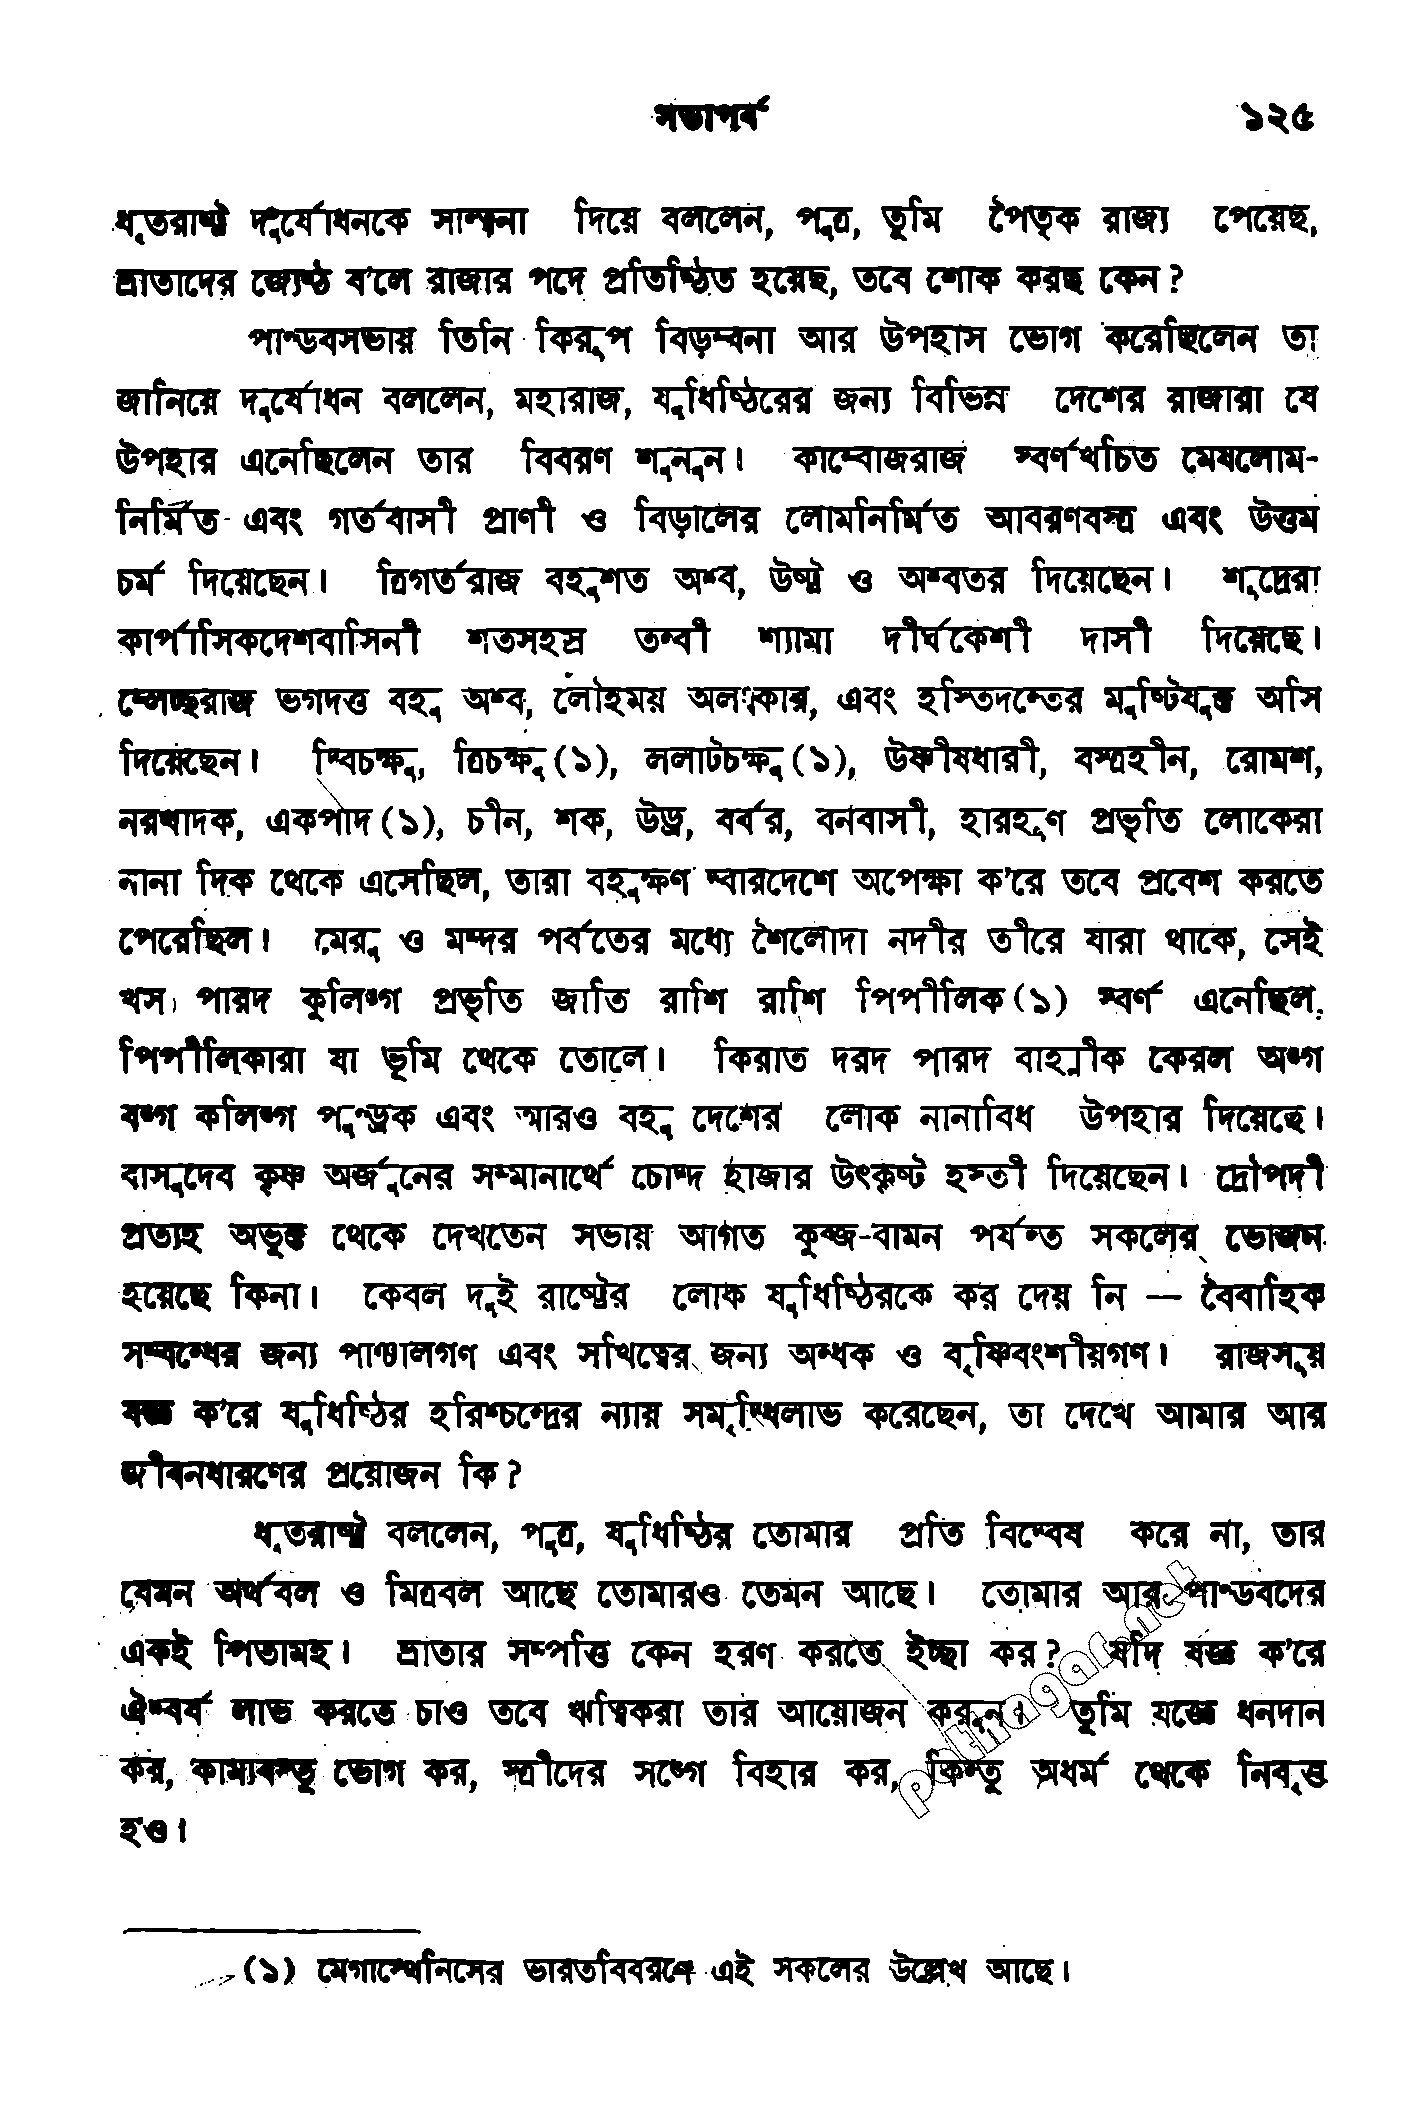 সভাপর্ব ১২৫
ধৃতরাষ্ট্র দুর্যোধনকে সান্ত্বনা দিয়ে বললেন, পুত্র, তুমি পৈতৃক রাজ্য পেয়েছ,
ভ্রাতাদের জ্যেষ্ঠ ব'লে রাজার পদে প্রতিষ্ঠিত হয়েছ, তবে শোক করছ কেন?
পাণ্ডবসভায় তিনি কিরূপ বিড়ম্বনা আর উপহাস ভোগ করেছিলেন তা
জানিয়ে দুর্যোধন বললেন, মহারাজ, যুধিষ্ঠিরের জন্য বিভিন্ন দেশের রাজারা যে
উপহার এনেছিলেন তার বিবরণ শুনুন। কাম্বোজরাজ স্বর্ণখচিত মেষলোম-
নির্মিত এবং গর্তবাসী প্রাণী ও বিড়ালের লোমনির্মিত আবরণবস্ত্র এবং উত্তম
চর্ম দিয়েছেন। ত্রিগর্তরাজ বহুশত অশ্ব, উষ্ট্র ও অশ্বতর দিয়েছেন। শূদ্রেরা
কার্পাসিকদেশবাসিনী শতসহস্র তন্বী শ্যামা দীর্ঘকেশী দাসী দিয়েছে।
ম্লেচ্ছরাজ ভগদত্ত বহু অশ্ব, লৌহময় অলংকার, এবং হস্তিদন্তের মুষ্টিযুক্ত অসি
দিয়েছেন। দ্বিচক্ষু, ত্রিচক্ষু(১), ললাটচক্ষু(১), উষ্ণীষধারী, বস্ত্রহীন, রোমশ,
নরখাদক, একপাদ(১), চীন, শক, উড্র, বর্বর, বনবাসী, হারহূণ প্রভৃতি লোকেরা
নানা দিক থেকে এসেছিল, তারা বহুক্ষণ দ্বারদেশে অপেক্ষা ক'রে তবে প্রবেশ করতে
পেরেছিল। মেরু ও মন্দর পর্বতের মধ্যে শৈলোদা নদীর তীরে যারা থাকে, সেই
খস পারদ কুলিঙ্গ প্রভৃতি জাতি রাশি রাশি পিপীলিক(১) স্বর্ণ এনেছিল,
পিপীলিকারা যা ভূমি থেকে তোলে। কিরাত দরদ পারদ বাহ্লীক কেরল অঙ্গ
বঙ্গ কলিঙ্গ পুণ্ড্রক এবং আরও বহু দেশের লোক নানাবিধ উপহার দিয়েছে।
বাসুদেব কৃষ্ণ অর্জুনের সম্মানার্থে চোদ্দ হাজার উৎকৃষ্ট হস্তী দিয়েছেন। দ্রৌপদী
প্রত্যহ অভুক্ত থেকে দেখতেন সভায় আগত কুব্জ-বামন পর্যন্ত সকলের ভোজন
হয়েছে কিনা। কেবল দুই রাষ্ট্রের লোক যুধিষ্ঠিরকে কর দেয় নি — বৈবাহিক
সম্বন্ধের জন্য পাঞ্চালগণ এবং সখিত্বের জন্য অন্ধক ও বৃষ্ণিবংশীয়গণ। রাজসূয়
যজ্ঞ ক'রে যুধিষ্ঠির হরিশ্চন্দ্রের ন্যায় সমৃদ্ধিলাভ করেছেন, তা দেখে আমার আর
জীবনধারণের প্রয়োজন কি?
ধৃতরাষ্ট্র বললেন, পুত্র, যুধিষ্ঠির তোমার প্রতি বিদ্বেষ করে না, তার
যেমন অর্থবল ও মিত্রবল আছে তোমারও তেমন আছে। তোমার আর পাণ্ডবদের
একই পিতামহ। ভ্রাতার সম্পত্তি কেন হরণ করতে ইচ্ছা কর? যদি যজ্ঞ ক'রে
ঐশ্বর্য লাভ করতে চাও তবে ঋত্বিকরা তার আয়োজন করুন। তুমি যজ্ঞে ধনদান
কর, কাম্যবস্তু ভোগ কর, স্ত্রীদের সঙ্গে বিহার কর, কিন্তু অধর্ম থেকে নিবৃত্ত
হও।
(১) মেগাস্থেনিসের ভারতবিবরণে এই সকলের উল্লেখ আছে।
pathagar.net